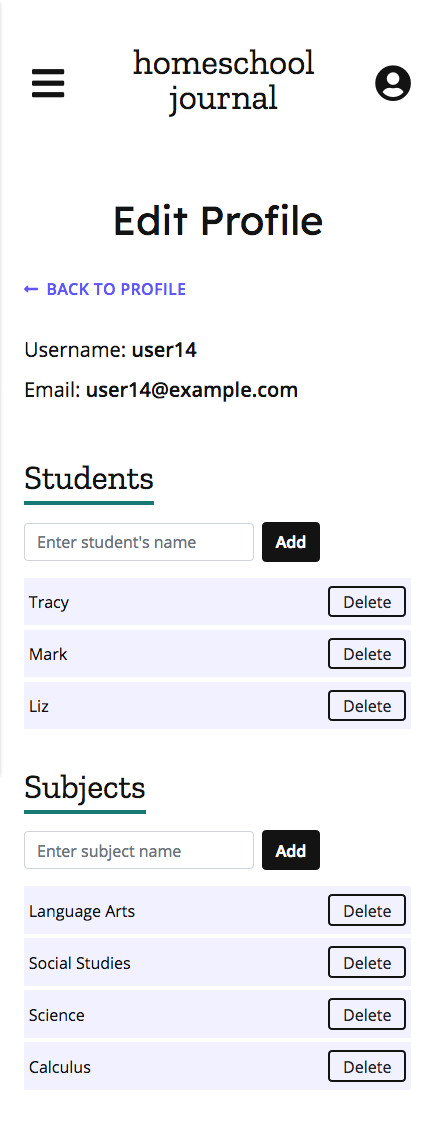 homeschool
journal
Edit Profile
← BACK TO PROFILE
Username: user14
Email: user14@example.com
Students
Enter student's name Add
Tracy Delete
Mark Delete
Liz Delete
Subjects
Enter subject name Add
Language Arts Delete
Social Studies Delete
Science Delete
Calculus Delete